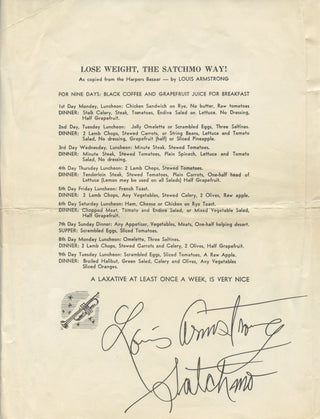 LOSE WEIGHT, THE SATCHMO WAY!
As copied from the Harpers Bazaar — by LOUIS ARMSTRONG
FOR NINE DAYS: BLACK COFFEE AND GRAPEFRUIT JUICE FOR BREAKFAST
1st Day Monday, Luncheon: Chicken Sandwich on Rye, No butter, Raw tomatoes
DINNER: Stalk Celery, Steak, Tomatoes, Endive Salad on Lettuce. No Dressing,
Half Grapefruit.
2nd Day, Tuesday Luncheon: Jelly Omelette or Scrambled Eggs, Three Saltines.
DINNER: 2 Lamb Chops, Stewed Carrots, or String Beans, Lettuce and Tomato
Salad, No dressing, Grapefruit (half) or Sliced Pineapple.
3rd Day Wednesday, Luncheon: Minute Steak, Stewed Tomatoes.
DINNER: Minute Steak, Stewed Tomatoes, Plain Spinach, Lettuce and Tomato
Salad, No dressing.
4th Day Thursday Luncheon: 2 Lamb Chops, Stewed Tomatoes.
DINNER: Tenderloin Steak, Stewed Tomatoes, Plain Carrots, One-half head of
Lettuce (Lemon may be used on all Salads) Half Grapefruit.
5th Day Friday Luncheon: French Toast.
DINNER: 2 Lamb Chops, Any Vegetables, Stewed Celery, 2 Olives, Raw apple.
6th Day Saturday Luncheon: Ham, Cheese or Chicken on Rye Toast.
DINNER: Chopped Meat, Tomato and Endive Salad, or Mixed Vegetable Salad,
Half Grapefruit.
7th Day Sunday Dinner: Any Appetiser, Vegetables, Meats, One-half helping desert.
SUPPER: Scrambled Eggs, Sliced Tomatoes.
8th Day Monday Luncheon: Omelette, Three Saltines.
DINNER: 2 Lamb Chops, Stewed Carrots and Celery, 2 Olives, Half Grapefruit.
9th Day Tuesday Luncheon: Scrambled Eggs, Sliced Tomatoes, A Raw Apple.
DINNER: Broiled Halibut, Green Salad, Celery and Olives, Any Vegetables
Sliced Oranges.
A LAXATIVE AT LEAST ONCE A WEEK, IS VERY NICE
Louis Armstrong
Satchmo